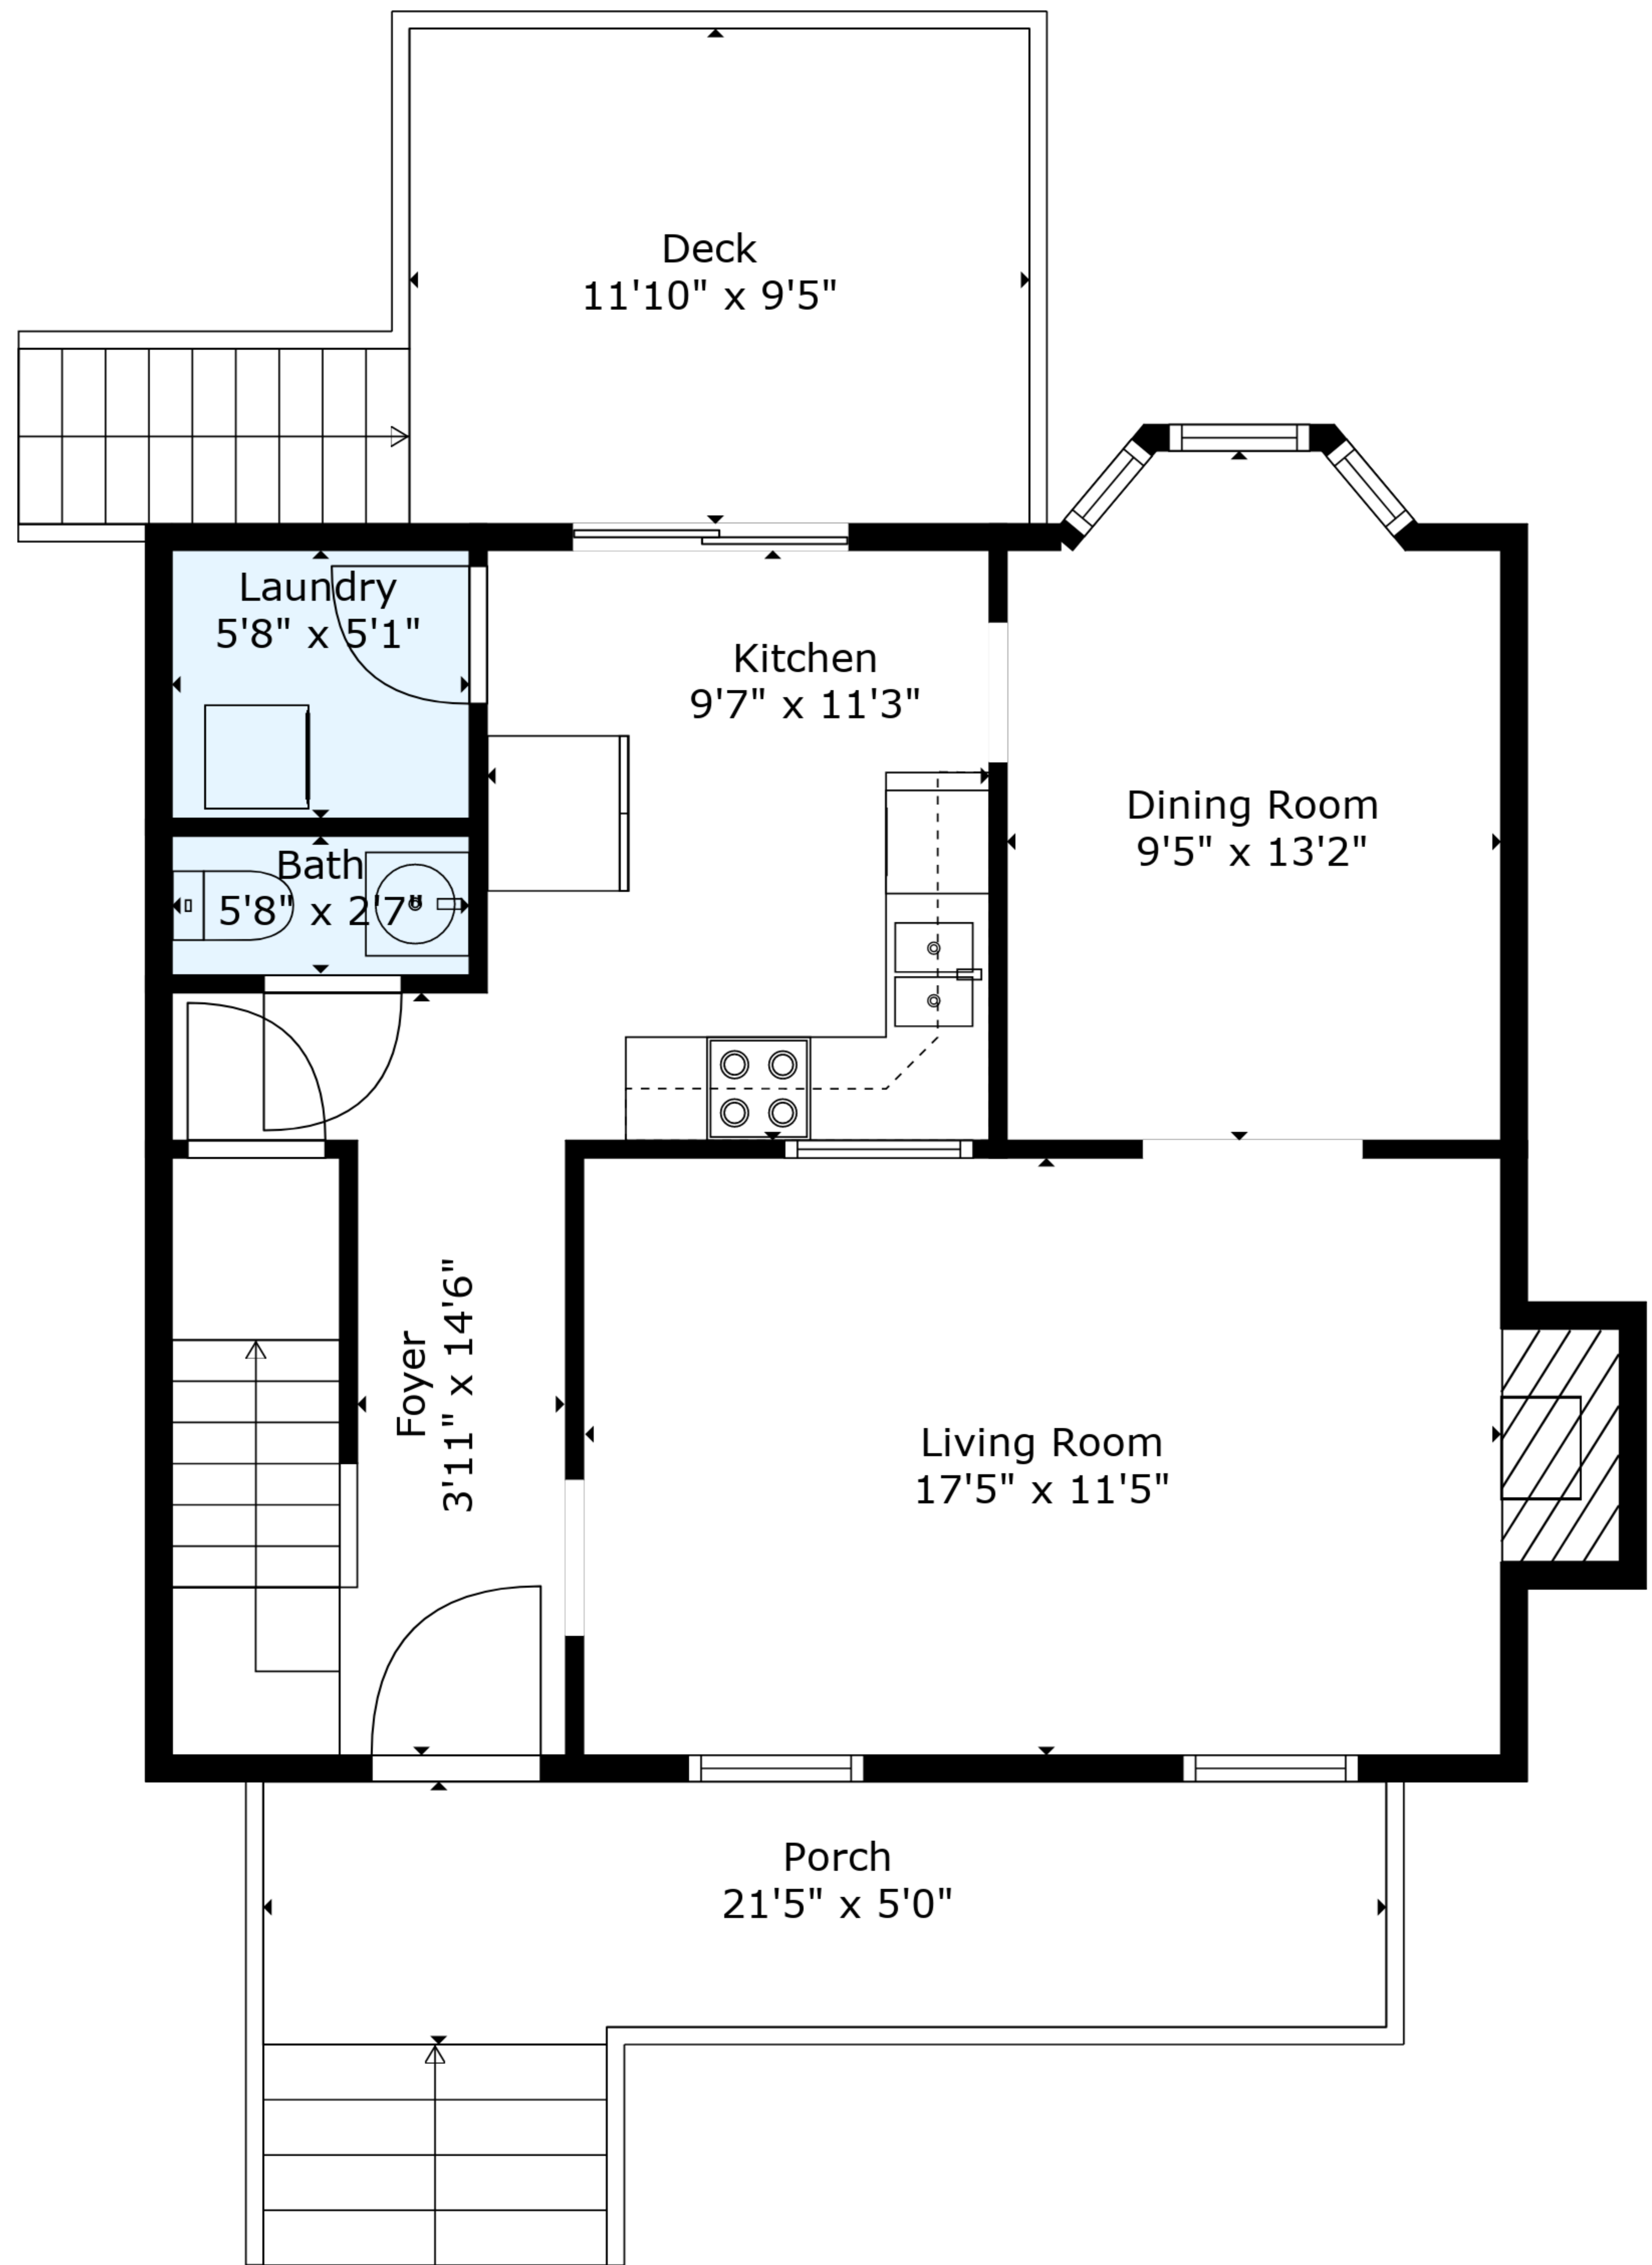 Deck
11'10" x 9'5"
Laundry
5'8" x 5'1"
Kitchen
9'7" x 11'3"
Dining Room
9'5" x 13'2"
Bath
5'8" x 2'7"
Foyer
3'11" x 14'6"
Living Room
17'5" x 11'5"
Porch
21'5" x 5'0"